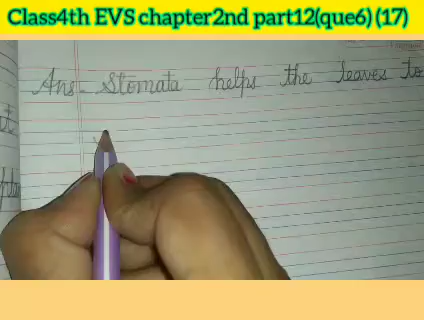 Class4th EVS chapter2nd part12(que6) (17)
Ans- Stomata helps the leaves to